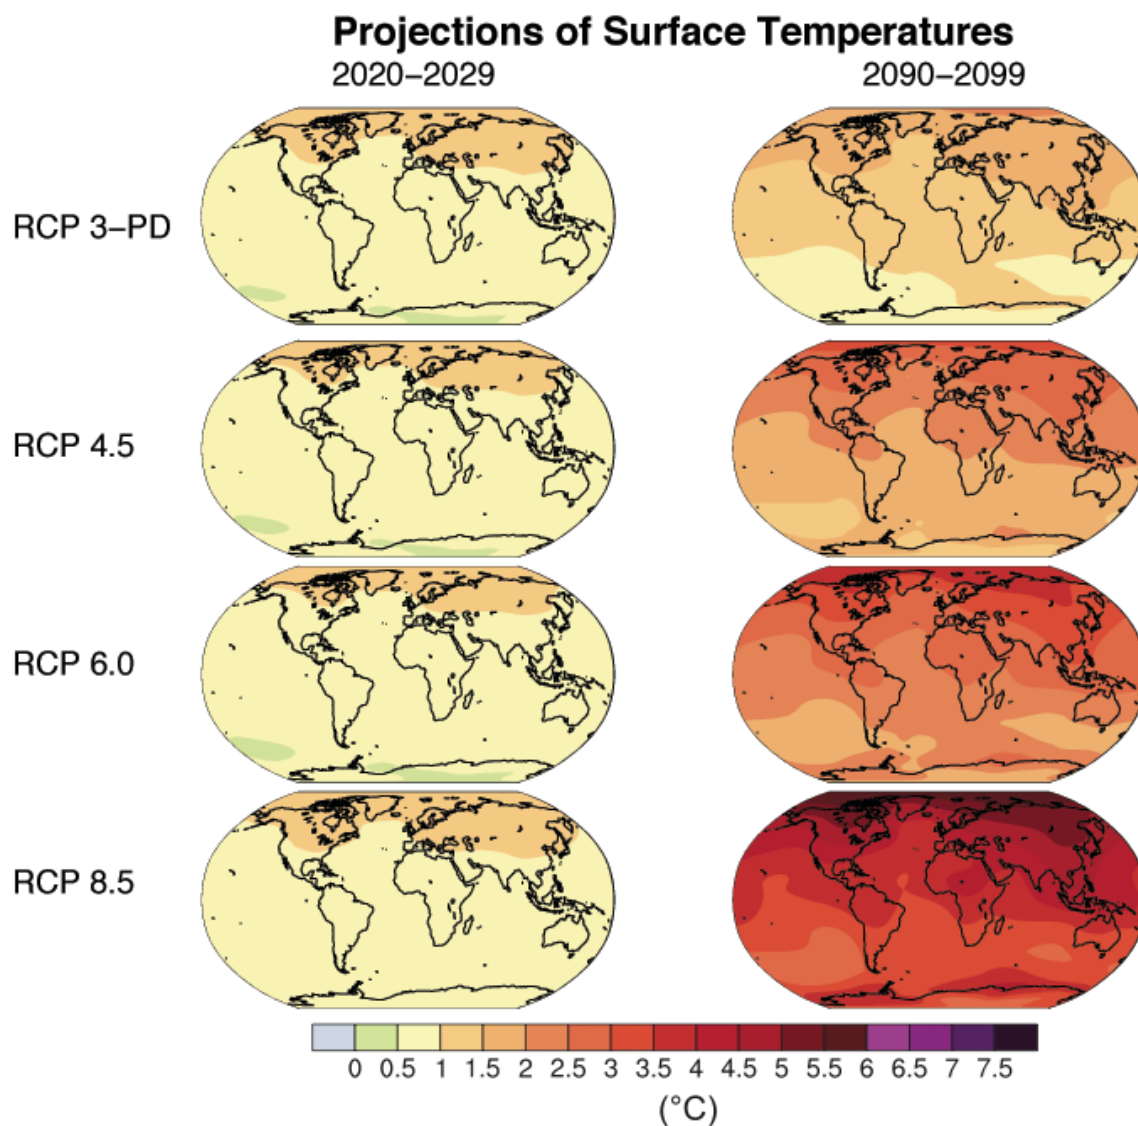 Projections of Surface Temperatures
2020–2029 2090–2099
RCP 3–PD
RCP 4.5
RCP 6.0
RCP 8.5
0 0.5 1 1.5 2 2.5 3 3.5 4 4.5 5 5.5 6 6.5 7 7.5
(°C)